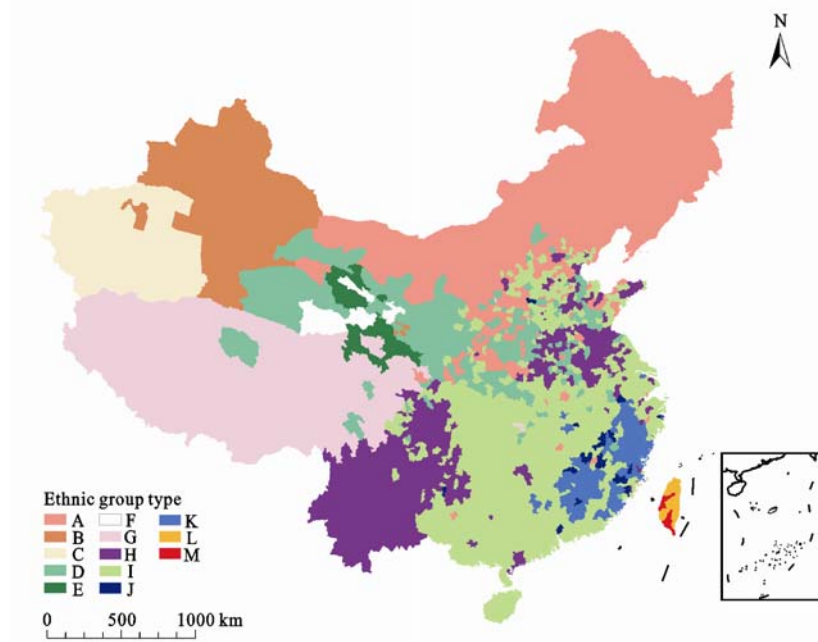 N
Ethnic group type
A F K
B G L
C H M
D I
E J
0 500 1000 km